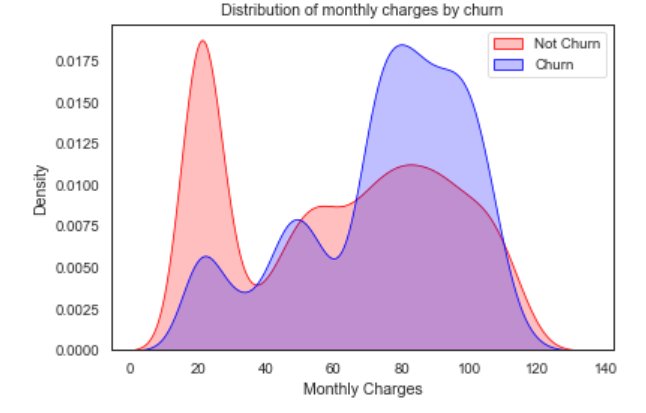 Distribution of monthly charges by churn
Not Churn
Churn
Density
0.0175
0.0150
0.0125
0.0100
0.0075
0.0050
0.0025
0.0000
0 20 40 60 80 100 120 140
Monthly Charges